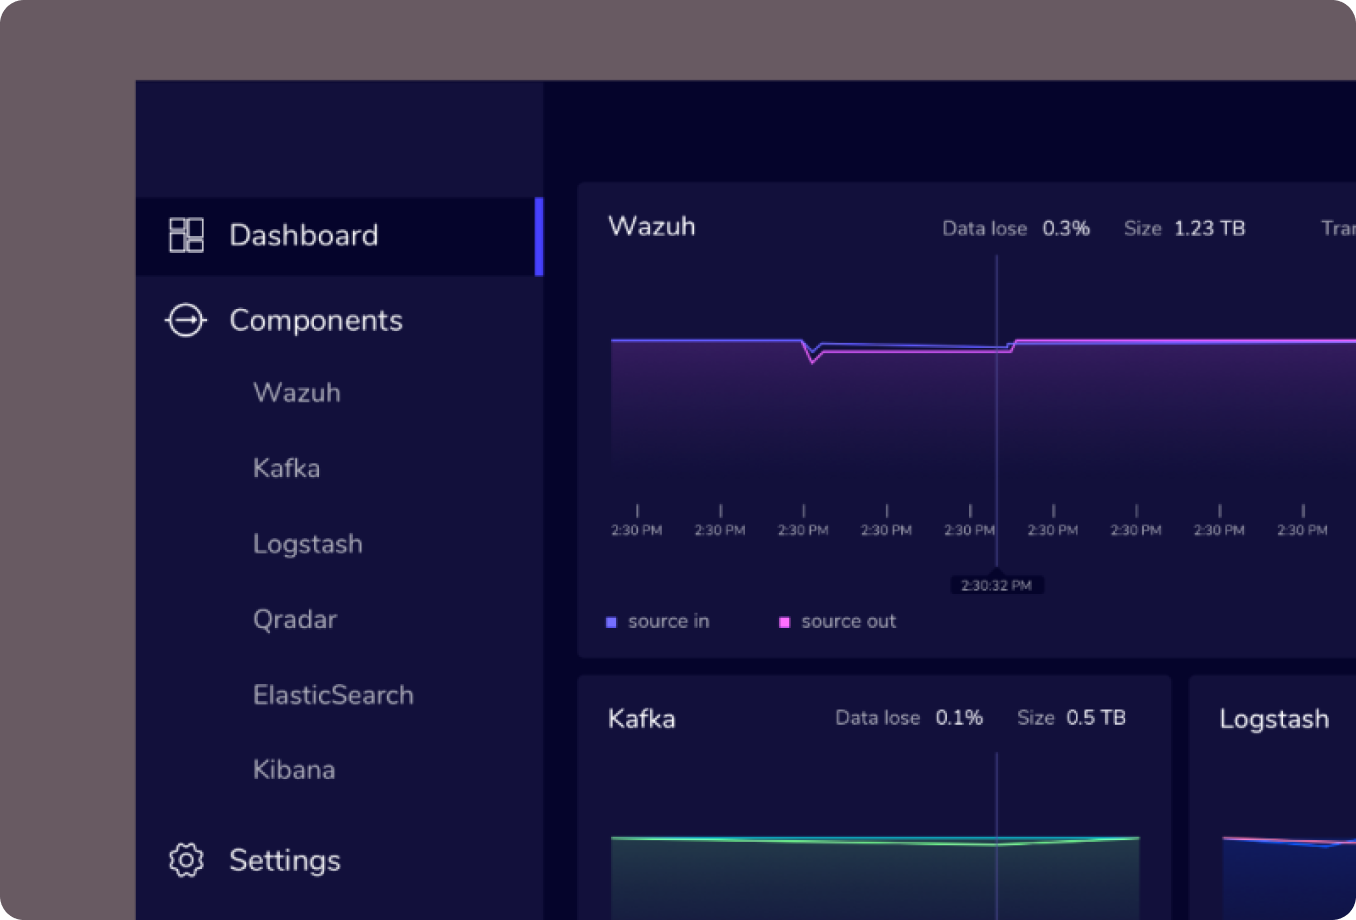 Dashboard
Components
Wazuh
Kafka
Logstash
Qradar
ElasticSearch
Kibana
Settings
Wazuh
Data lose 0.3% Size 1.23 TB
2:30 PM 2:30 PM 2:30 PM 2:30 PM 2:30 PM 2:30 PM 2:30 PM 2:30 PM 2:30 PM
2:30:32 PM
source in source out
Kafka Data lose 0.1% Size 0.5 TB
Logstash